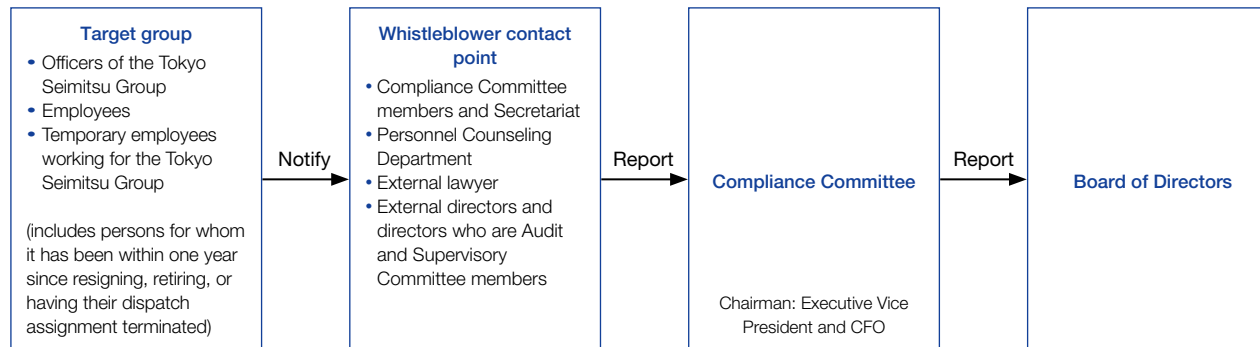 Target group
• Officers of the Tokyo
Seimitsu Group
• Employees
• Temporary employees
working for the Tokyo
Seimitsu Group
(includes persons for whom
it has been within one year
since resigning, retiring, or
having their dispatch
assignment terminated)
Notify
Whistleblower contact
point
• Compliance Committee
members and Secretariat
• Personnel Counseling
Department
• External lawyer
• External directors and
directors who are Audit
and Supervisory
Committee members
Report
Compliance Committee
Chairman: Executive Vice
President and CFO
Report
Board of Directors